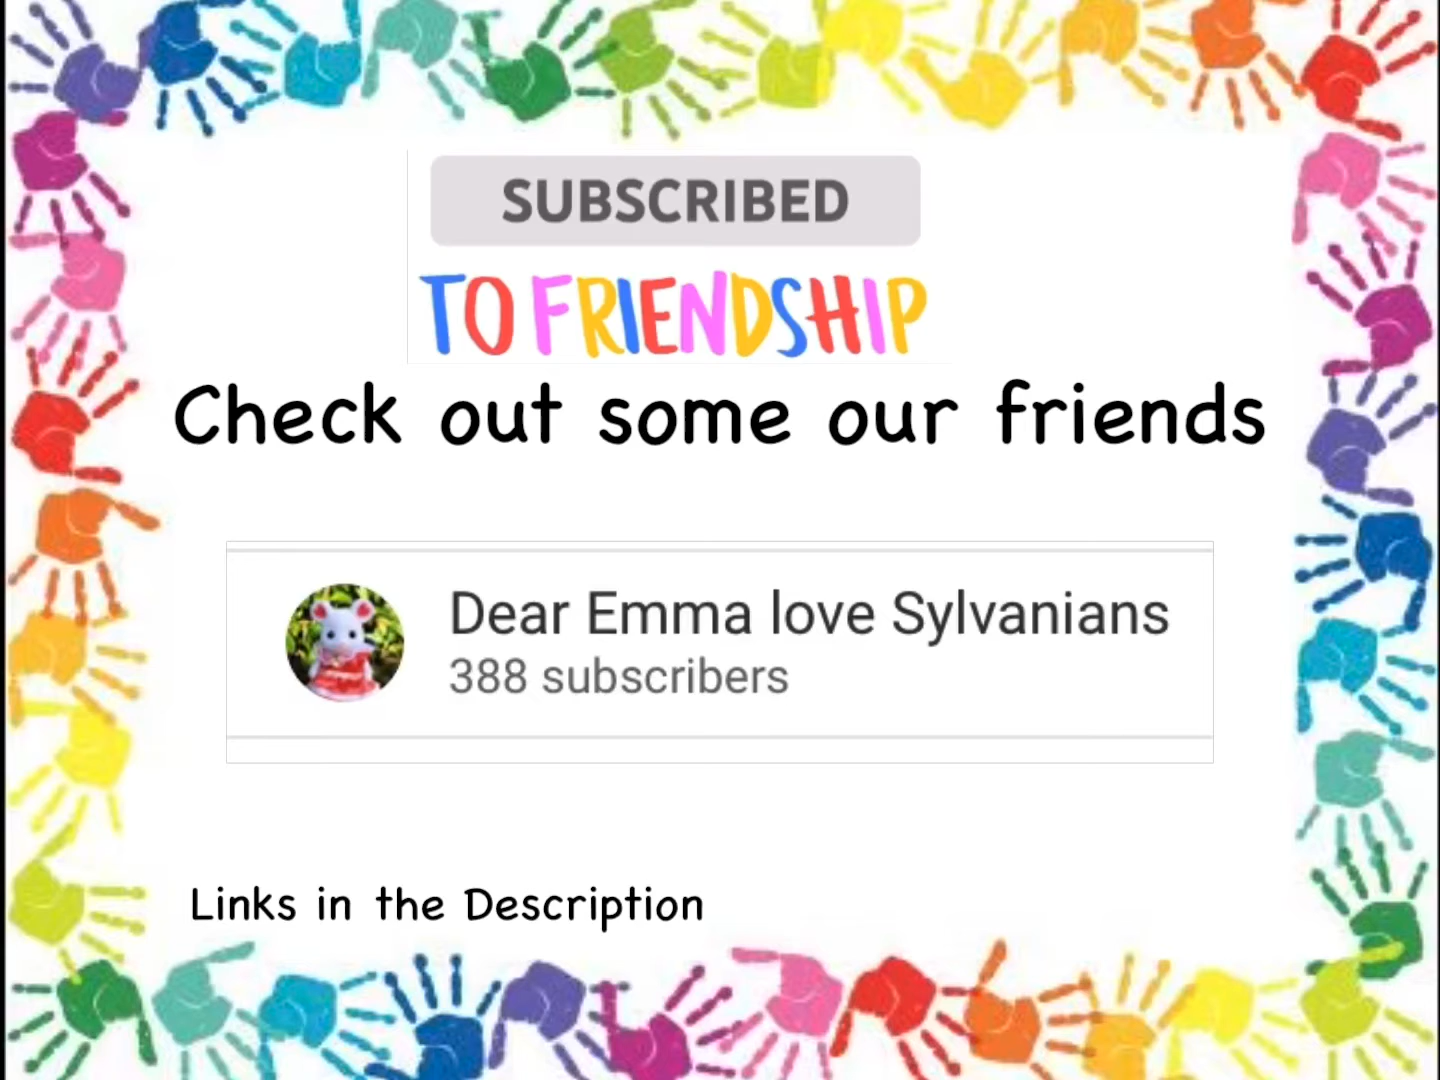 SUBSCRIBED
TO FRIENDSHIP
Check out some our friends
Dear Emma love Sylvanians
388 subscribers
Links in the Description